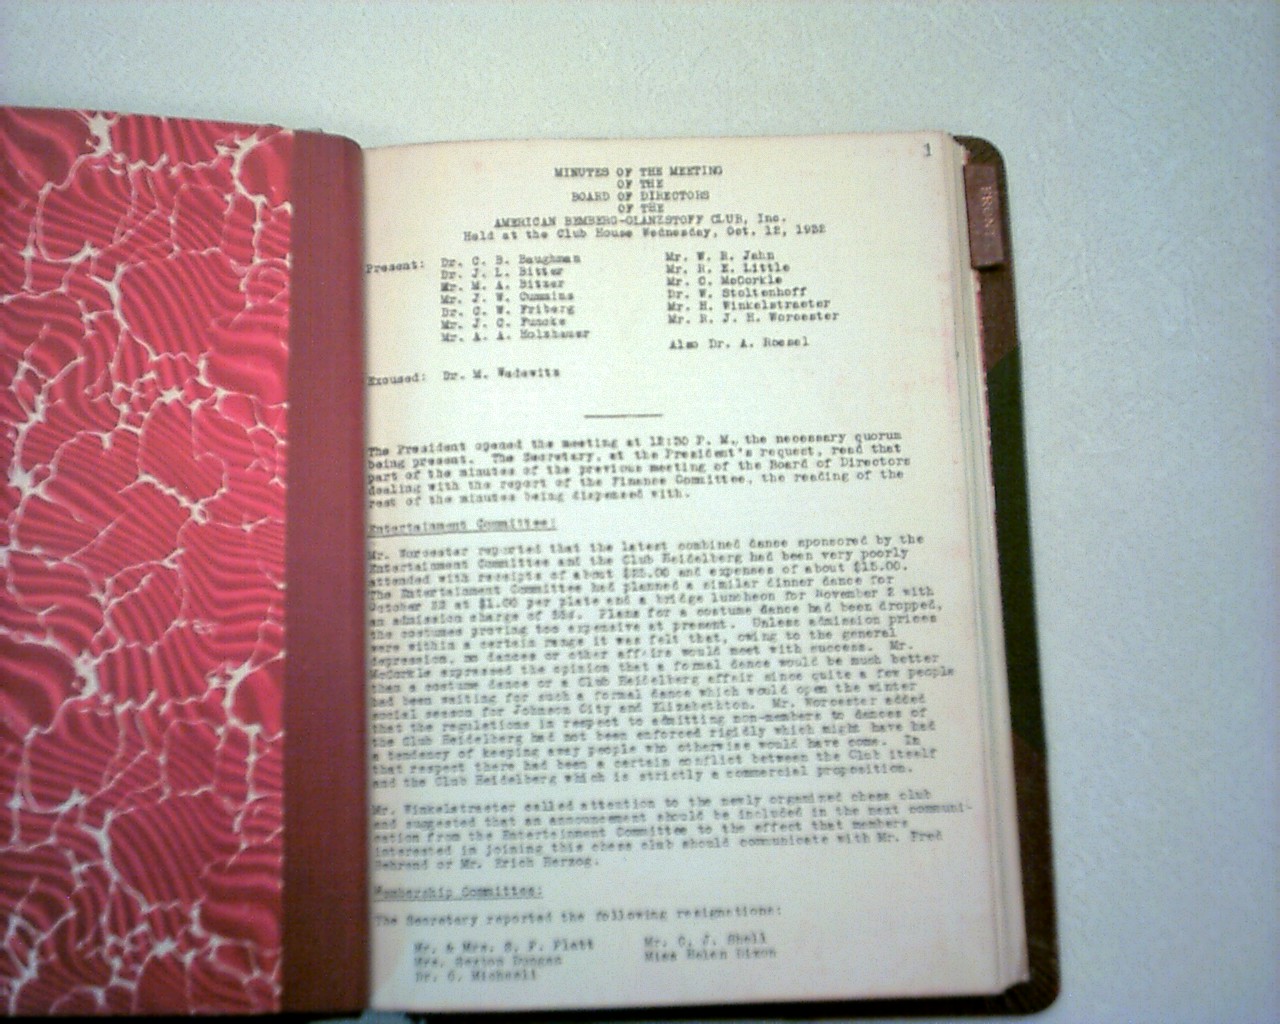 1
FRONT
MINUTES OF THE MEETING
OF THE
BOARD OF DIRECTORS
OF THE
AMERICAN BEMBERG-GLANZSTOFF CLUB, Inc.
Held at the Club House Wednesday, Oct. 12, 1932
Present: Dr. C. B. Baughman Mr. W. R. Jahn
Dr. J. L. Bitter Mr. R. E. Little
Mr. M. A. Bitzer Mr. C. McCorkle
Mr. J. W. Cummins Dr. W. Stoltenhoff
Dr. C. W. Friberg Mr. H. Winkelstraeter
Mr. J. C. Funcke Mr. R. J. H. Worcester
Mr. A. A. Holzhauer
Also Dr. A. Roesel
Excused: Dr. M. Wadewitz
The President opened the meeting at 12:30 P. M., the necessary quorum
being present. The Secretary, at the President's request, read that
part of the minutes of the previous meeting of the Board of Directors
dealing with the report of the Finance Committee, the reading of the
rest of the minutes being dispensed with.
Entertainment Committee:
Mr. Worcester reported that the latest combined dance sponsored by the
Entertainment Committee and the Club Heidelberg had been very poorly
attended with receipts of about $25.00 and expenses of about $15.00.
The Entertainment Committee had planned a similar dinner dance for
October 22 at $1.00 per plate and a bridge luncheon for November 2 with
an admission charge of Plans for a costume dance had been dropped,
the costumes proving too expensive at present. Unless admission prices
were within a certain range it was felt that, owing to the general
depression, no dances or other affairs would meet with success. Mr.
McCorkle expressed the opinion that a formal dance would be much better
than a costume dance or a Club Heidelberg affair since quite a few people
had been waiting for such a formal dance which would open the winter
social season for Johnson City and Elizabethton. Mr. Worcester added
that the regulations in respect to admitting non-members to dances of
the Club Heidelberg had not been enforced rigidly which might have had
a tendency of keeping away people who otherwise would have come. In
that respect there had been a certain conflict between the Club itself
and the Club Heidelberg which is strictly a commercial proposition.
Mr. Winkelstraeter called attention to the newly organized chess club
and suggested that an announcement should be included in the next communi-
cation from the Entertainment Committee to the effect that members
interested in joining this chess club should communicate with Mr. Fred
Behrend or Mr. Erich Herzog.
Membership Committee:
The Secretary reported the following resignations:
Mr. & Mrs. S. F. Platt Mr. C. J. Shell
Mrs. Sexton Dungan Miss Helen Dixon
Dr. G. Michaeli